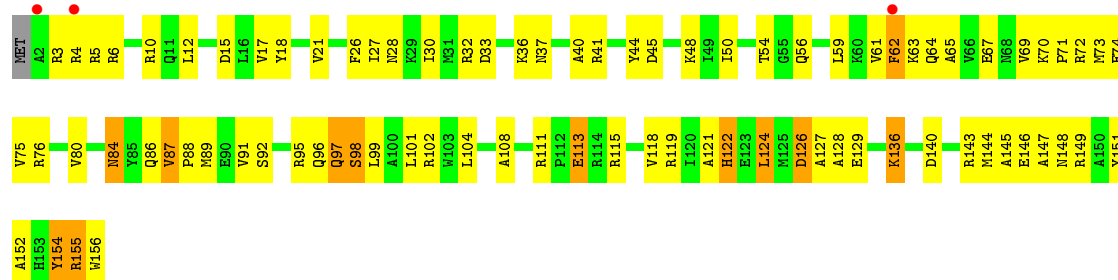 MET A2 R3 R4 R5 R6 R10 Q11 L12 D15 L16 V17 Y18 V21 F26 I27 N28 K29 I30 M31 R32 D33 K36 N37 A40 R41 Y44 D45 K48 I49 I50 T54 G55 Q56 L59 K60 V61 F62 K63 Q64 A65 V66 E67 N68 V69 K70 P71 R72 M73 E74
V75 R76 V80 N84 Y85 Q86 V87 P88 M89 E90 V91 S92 R95 Q96 Q97 S98 L99 A100 L101 R102 W103 L104 A108 R111 P112 E113 R114 R115 V118 R119 I120 A121 H122 E123 L124 M125 D126 A127 A128 E129 K136 D140 R143 M144 A145 E146 A147 N148 R149 A150 Y151
A152 H153 Y154 R155 W156